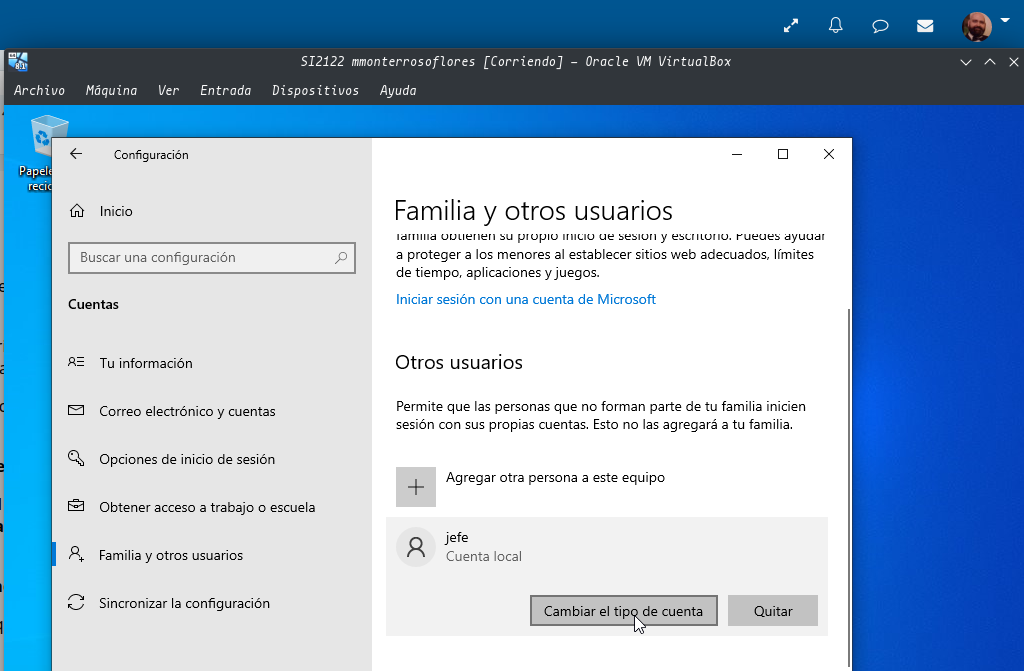 SI2122 mmonterrosoflores [Corriendo] – Oracle VM VirtualBox
Archivo Máquina Ver Entrada Dispositivos Ayuda
Configuración
Inicio
Buscar una configuración
Cuentas
Tu información
Correo electrónico y cuentas
Opciones de inicio de sesión
Obtener acceso a trabajo o escuela
Familia y otros usuarios
Sincronizar la configuración
Familia y otros usuarios
familia obtienen su propio inicio de sesión y escritorio. Puedes ayudar
a proteger a los menores al establecer sitios web adecuados, límites
de tiempo, aplicaciones y juegos.
Iniciar sesión con una cuenta de Microsoft
Otros usuarios
Permite que las personas que no forman parte de tu familia inicien
sesión con sus propias cuentas. Esto no las agregará a tu familia.
Agregar otra persona a este equipo
jefe
Cuenta local
Cambiar el tipo de cuenta
Quitar